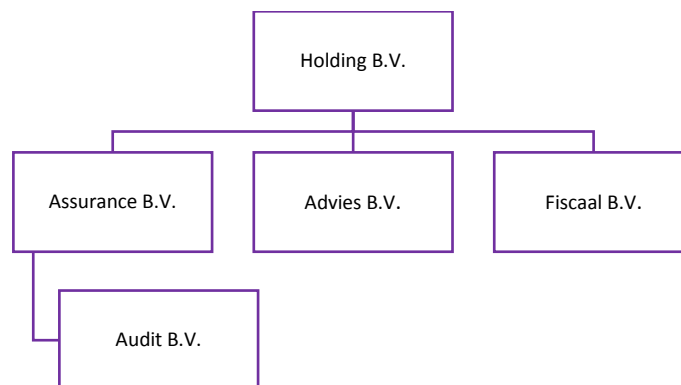 Holding B.V.
Assurance B.V.
Advies B.V.
Fiscaal B.V.
Audit B.V.